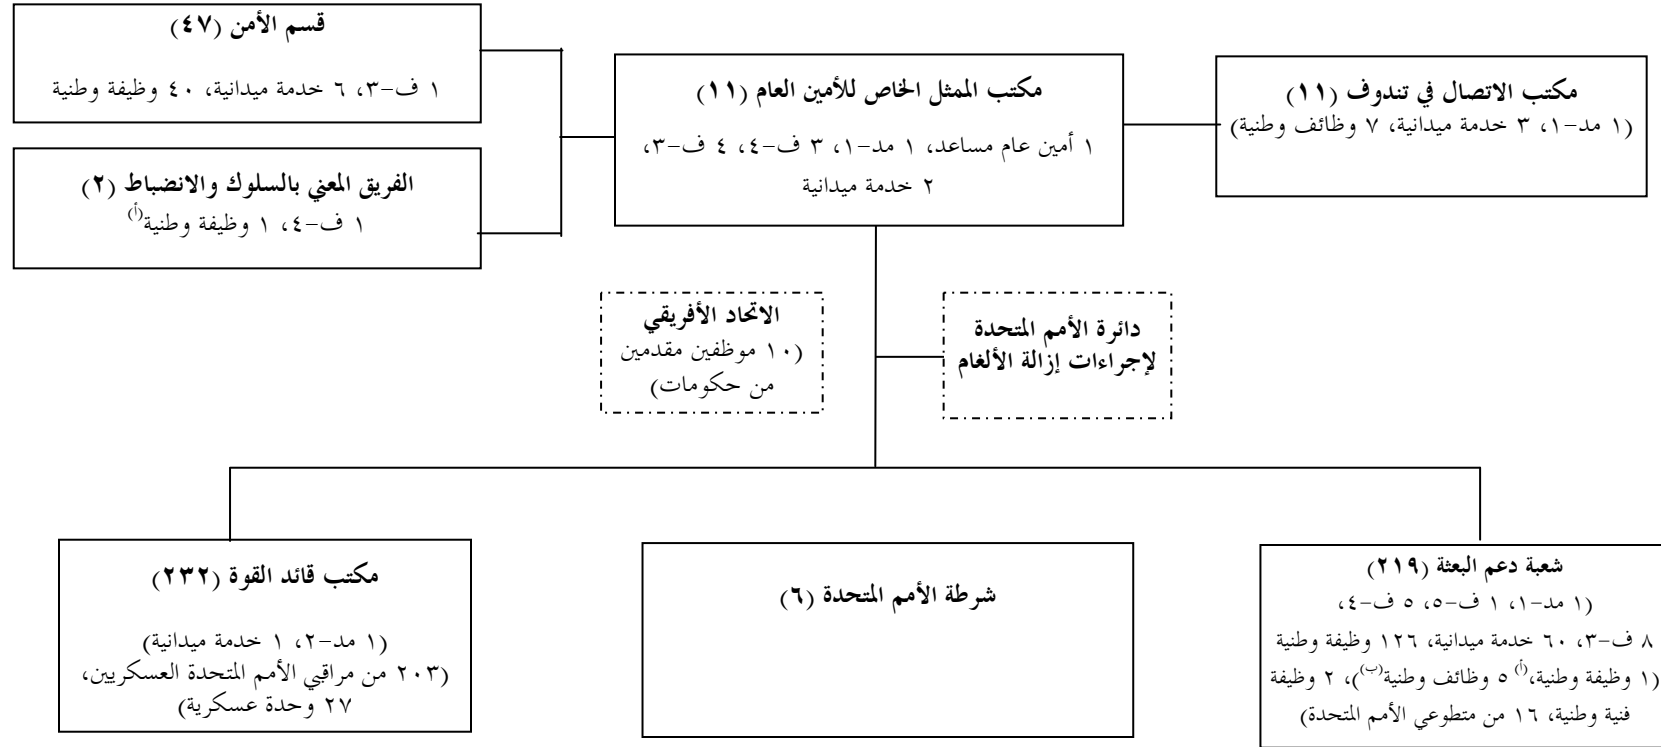 قسم الأمن (٤٧)
١ ف-٣، ٦ خدمة ميدانية، ٤٠ وظيفة وطنية
مكتب الممثل الخاص للأمين العام (١١)
١ أمين عام مساعد، ١ مد-١، ٣ ف-٤، ٤ ف-٣،
٢ خدمة ميدانية
مكتب الاتصال في تندوف (١١)
(١ مد-١، ٣ خدمة ميدانية، ٧ وظائف وطنية)
الفريق المعني بالسلوك والانضباط (٢)
١ ف-٤، ١ وظيفة وطنية(أ)
الاتحاد الأفريقي
(١٠ موظفين مقدمين
من حكومات)
دائرة الأمم المتحدة
لإجراءات إزالة الألغام
مكتب قائد القوة (٢٣٢)
(١ مد-٢، ١ خدمة ميدانية)
(٢٠٣ من مراقبي الأمم المتحدة العسكريين،
٢٧ وحدة عسكرية)
شرطة الأمم المتحدة (٦)
شعبة دعم البعثة (٢١٩)
(١ مد-١، ١ ف-٥، ٥ ف-٤،
٨ ف-٣، ٦٠ خدمة ميدانية، ١٢٦ وظيفة وطنية
(١ وظيفة وطنية،(أ) ٥ وظائف وطنية(ب))، ٢ وظيفة
فنية وطنية، ١٦ من متطوعي الأمم المتحدة)